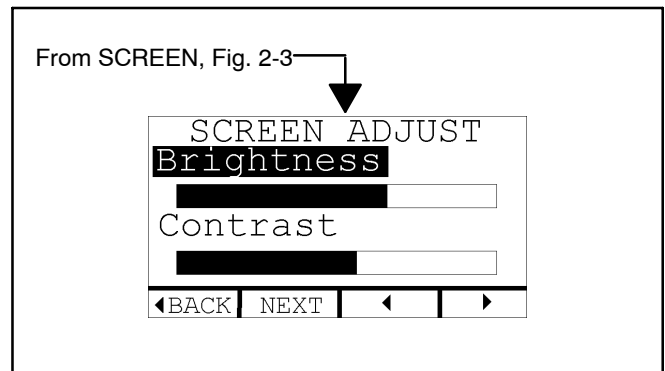 From SCREEN, Fig. 2-3
SCREEN ADJUST
Brightness
Contrast
◀BACK NEXT ◀ ▶